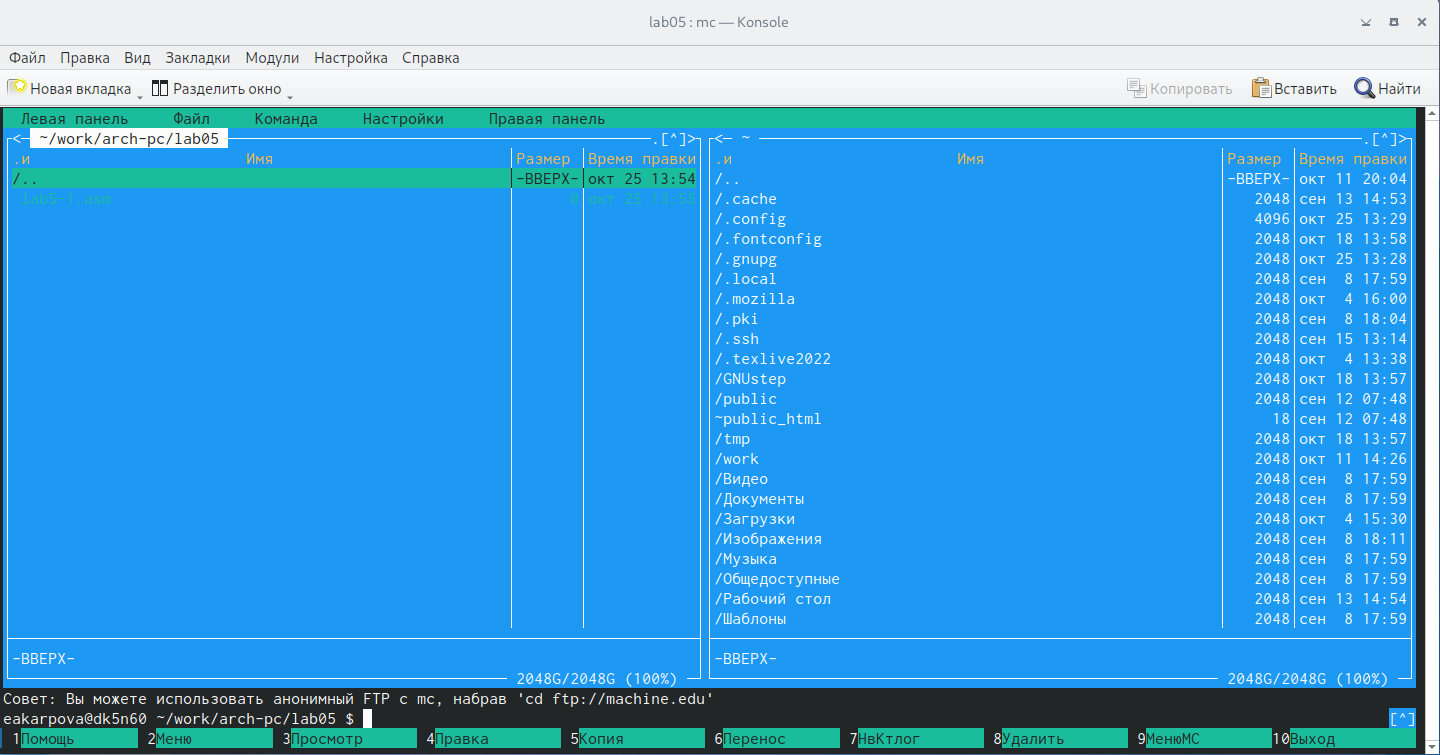 lab05 : mc — Konsole
Файл Правка Вид Закладки Модули Настройка Справка
Новая вкладка Разделить окно Копировать Вставить Найти
Левая панель Файл Команда Настройки Правая панель
<— ~/work/arch-pc/lab05 .[^]> <— ~ .[^]>
.и Имя Размер Время правки .и Имя Размер Время правки
/.. -ВВЕРХ- окт 25 13:54 /.. -ВВЕРХ- окт 11 20:04
lab5-1.asm 0 окт 25 13:55 /.cache 2048 сен 13 14:53
/.config 4096 окт 25 13:29
/.fontconfig 2048 окт 18 13:58
/.gnupg 2048 окт 25 13:28
/.local 2048 сен 8 17:59
/.mozilla 2048 окт 4 16:00
/.pki 2048 сен 8 18:04
/.ssh 2048 сен 15 13:14
/.texlive2022 2048 окт 4 13:38
/GNUstep 2048 окт 18 13:57
/public 2048 сен 12 07:48
~public_html 18 сен 12 07:48
/tmp 2048 окт 18 13:57
/work 2048 окт 11 14:26
/Видео 2048 сен 8 17:59
/Документы 2048 сен 8 17:59
/Загрузки 2048 окт 4 15:30
/Изображения 2048 сен 8 18:11
/Музыка 2048 сен 8 17:59
/Общедоступные 2048 сен 8 17:59
/Рабочий стол 2048 сен 13 14:54
/Шаблоны 2048 сен 8 17:59
-ВВЕРХ- -ВВЕРХ-
2048G/2048G (100%) 2048G/2048G (100%)
Совет: Вы можете использовать анонимный FTP с mc, набрав 'cd ftp://machine.edu'
eakarpova@dk5n60 ~/work/arch-pc/lab05 $ [^]
1Помощь 2Меню 3Просмотр 4Правка 5Копия 6Перенос 7НвКтлог 8Удалить 9МенюМС 10Выход